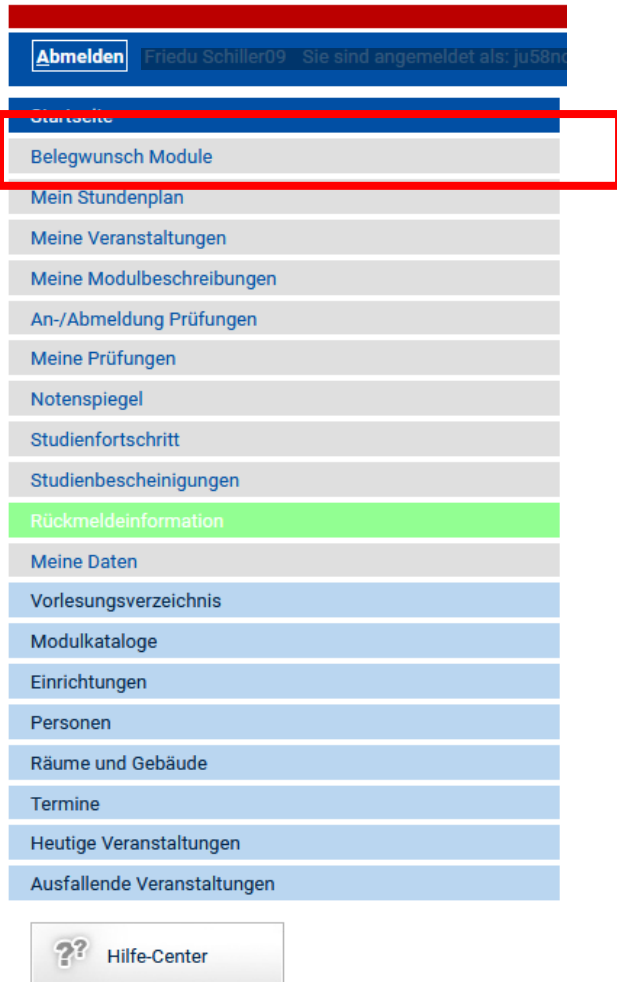 Abmelden Friedu Schiller09 Sie sind angemeldet als: ju58n
Startseite
Belegwunsch Module
Mein Stundenplan
Meine Veranstaltungen
Meine Modulbeschreibungen
An-/Abmeldung Prüfungen
Meine Prüfungen
Notenspiegel
Studienfortschritt
Studienbescheinigungen
Rückmeldeinformation
Meine Daten
Vorlesungsverzeichnis
Modulkataloge
Einrichtungen
Personen
Räume und Gebäude
Termine
Heutige Veranstaltungen
Ausfallende Veranstaltungen
?? Hilfe-Center